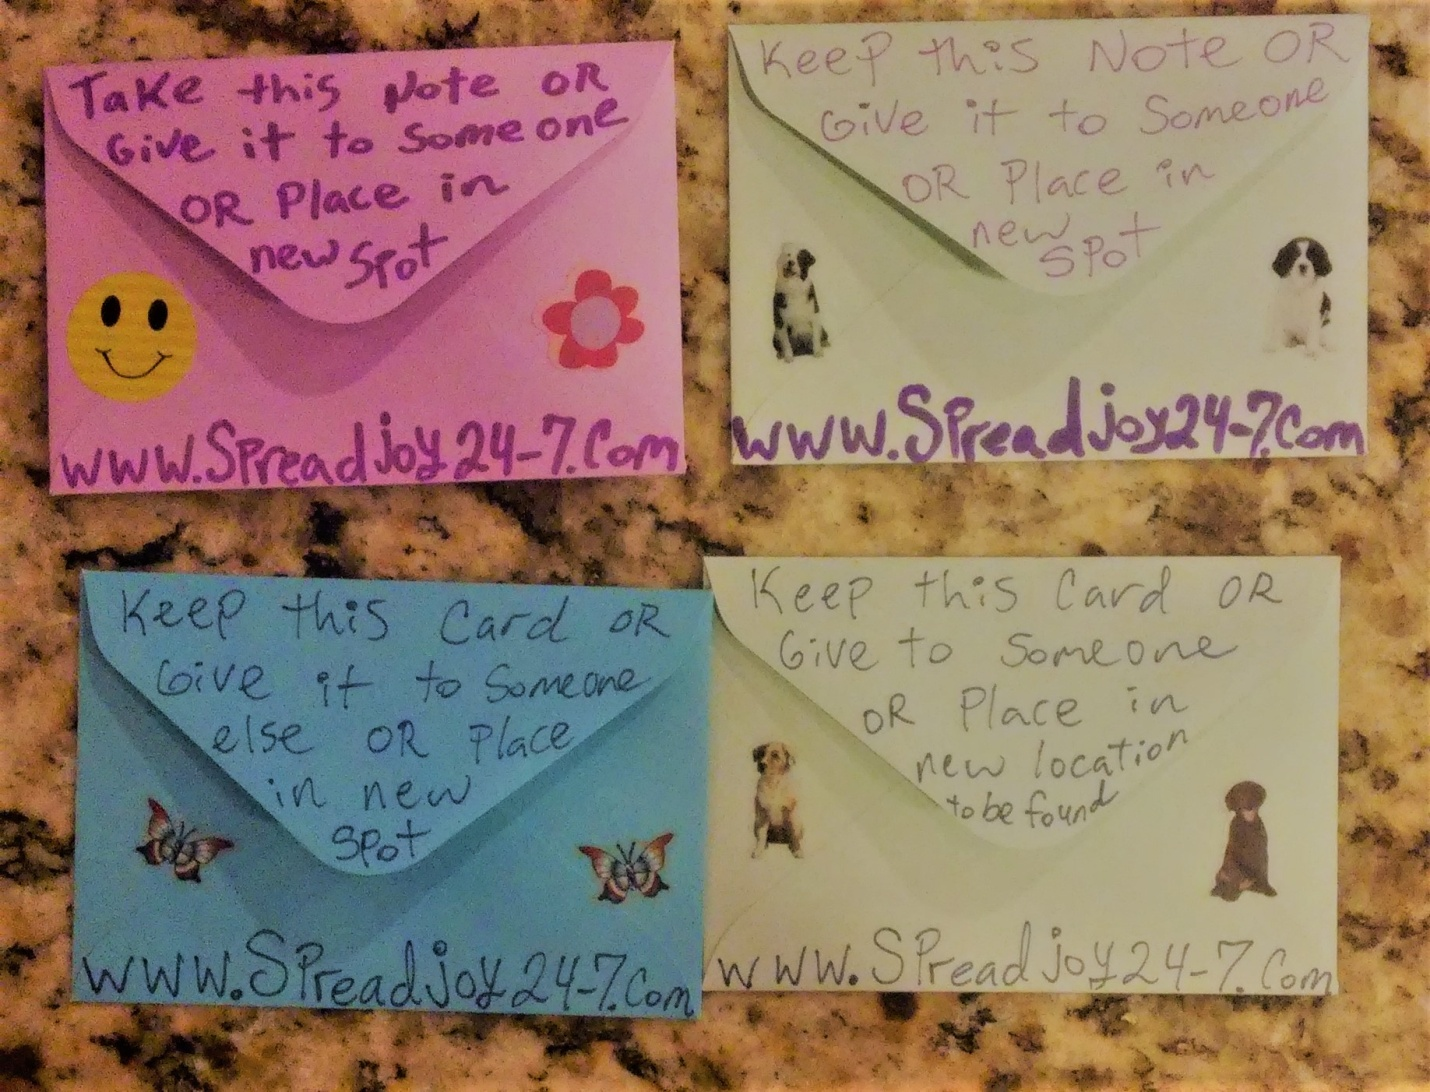 Take this Note OR
Give it to Someone
OR Place in
new Spot
www.Spreadjoy24-7.Com
Keep this Note OR
Give it to Someone
OR Place in
new
Spot
www.Spreadjoy24-7.Com
Keep this Card OR
Give it to Someone
else OR Place
in new
Spot
www.Spreadjoy24-7.Com
Keep this Card OR
Give to Someone
OR Place in
new location
to be found
www.Spreadjoy24-7.Com